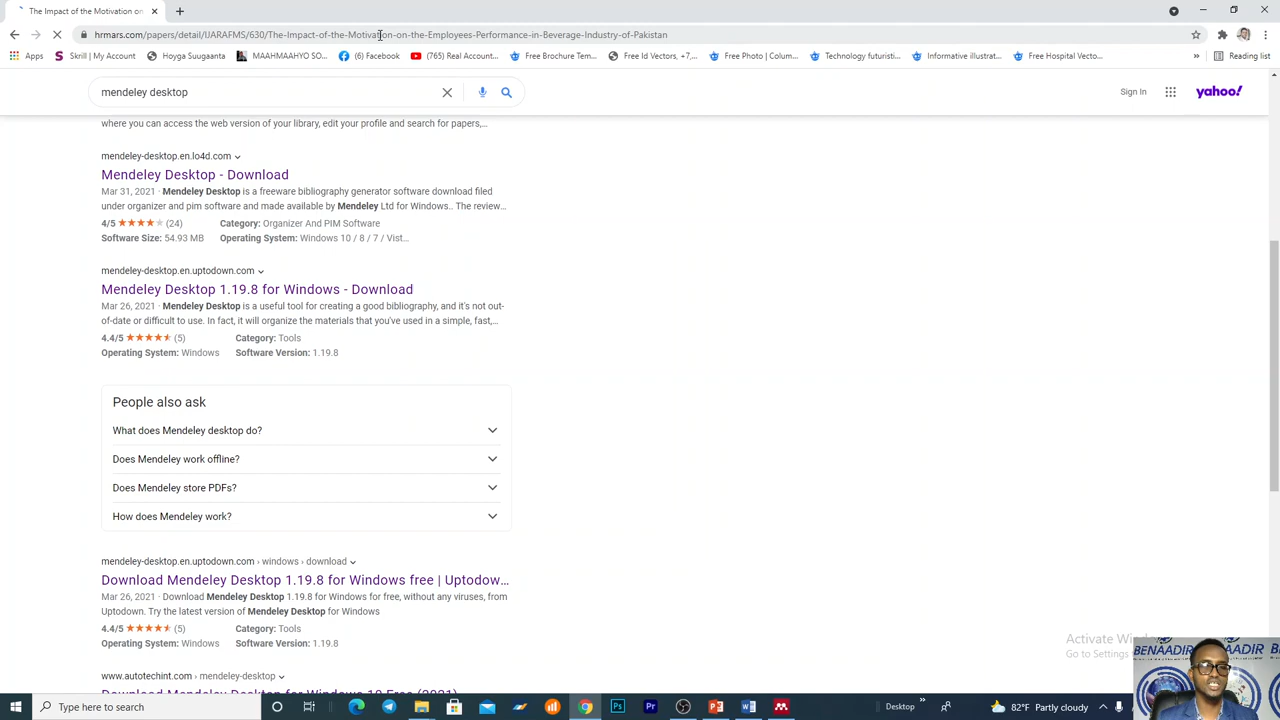 The Impact of the Motivation on
hrmars.com/papers/detail/IJARAFMS/630/The-Impact-of-the-Motivation-on-the-Employees-Performance-in-Beverage-Industry-of-Pakistan
Apps
Skrill | My Account
Hoyga Suugaanta
MAAHMAAHYO SO...
(6) Facebook
(765) Real Account...
Free Brochure Tem...
Free Id Vectors, +7,...
Free Photo | Colum...
Technology futuristi...
Informative illustrat...
Free Hospital Vecto...
»
Reading list
mendeley desktop
Sign In
yahoo!
where you can access the web version of your library, edit your profile and search for papers,...
mendeley-desktop.en.lo4d.com
Mendeley Desktop - Download
Mar 31, 2021 · Mendeley Desktop is a freeware bibliography generator software download filed
under organizer and pim software and made available by Mendeley Ltd for Windows.. The review...
4/5 ★★★★★ (24) Category: Organizer And PIM Software
Software Size: 54.93 MB Operating System: Windows 10 / 8 / 7 / Vist...
mendeley-desktop.en.uptodown.com
Mendeley Desktop 1.19.8 for Windows - Download
Mar 26, 2021 · Mendeley Desktop is a useful tool for creating a good bibliography, and it's not out-
of-date or difficult to use. In fact, it will organize the materials that you've used in a simple, fast,...
4.4/5 ★★★★★ (5) Category: Tools
Operating System: Windows Software Version: 1.19.8
People also ask
What does Mendeley desktop do?
Does Mendeley work offline?
Does Mendeley store PDFs?
How does Mendeley work?
mendeley-desktop.en.uptodown.com › windows › download
Download Mendeley Desktop 1.19.8 for Windows free | Uptodow...
Mar 26, 2021 · Download Mendeley Desktop 1.19.8 for Windows for free, without any viruses, from
Uptodown. Try the latest version of Mendeley Desktop for Windows
4.4/5 ★★★★★ (5) Category: Tools
Operating System: Windows Software Version: 1.19.8
www.autotechint.com › mendeley-desktop
Download Mendeley Desktop for Windows 10 Free (2021)
Activate Win
Go to Settings
BENAADIR
Type here to search
Desktop
»
82°F Partly cloudy